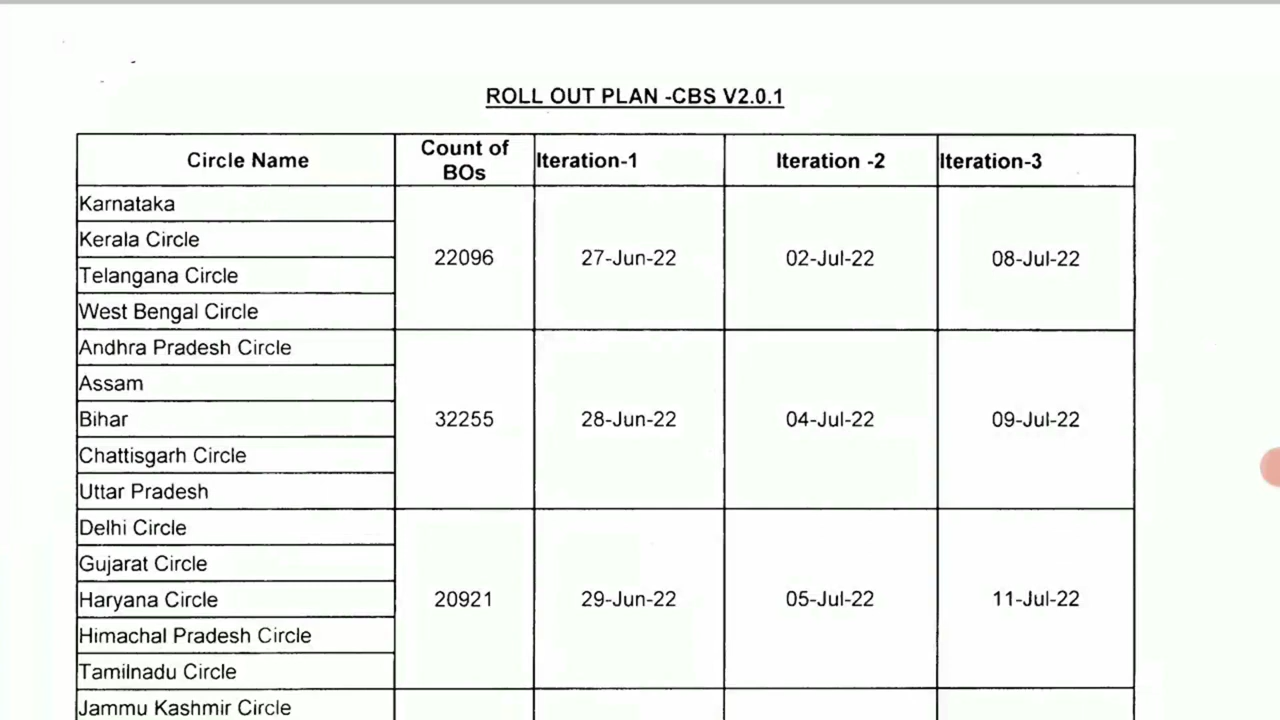 ROLL OUT PLAN -CBS V2.0.1
Circle Name Count of BOs Iteration-1 Iteration -2 Iteration-3
Karnataka
Kerala Circle
22096 27-Jun-22 02-Jul-22 08-Jul-22
Telangana Circle
West Bengal Circle
Andhra Pradesh Circle
Assam
Bihar 32255 28-Jun-22 04-Jul-22 09-Jul-22
Chattisgarh Circle
Uttar Pradesh
Delhi Circle
Gujarat Circle
Haryana Circle 20921 29-Jun-22 05-Jul-22 11-Jul-22
Himachal Pradesh Circle
Tamilnadu Circle
Jammu Kashmir Circle